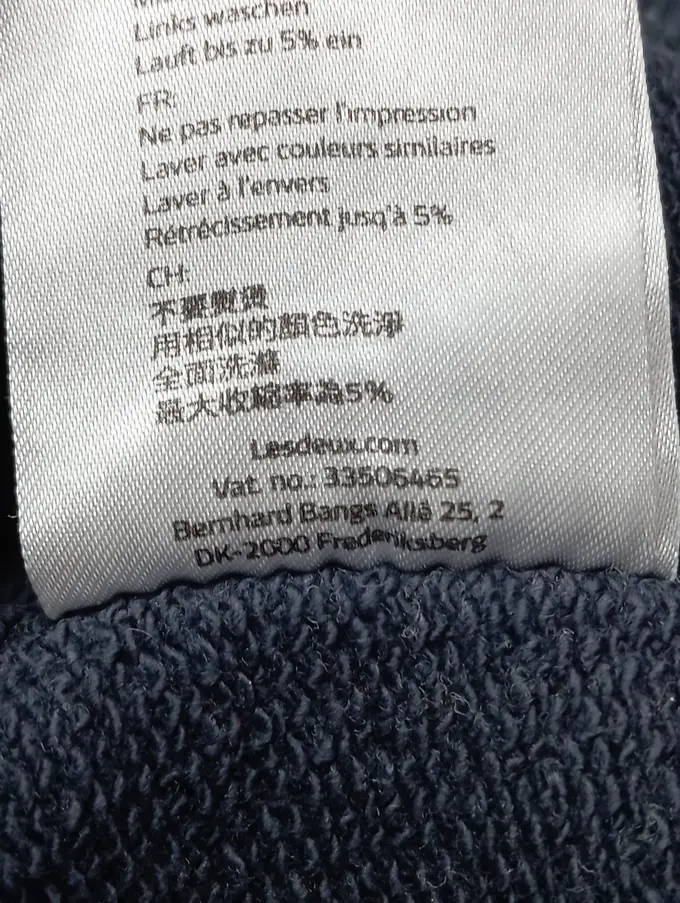 Links waschen
Lauft bis zu 5% ein
FR:
Ne pas repasser l'impression
Laver avec couleurs similaires
Laver à l'envers
Rétrécissement jusq'à 5%
CH:
不要熨燙
用相似的顏色洗淨
全面洗滌
最大收縮率為5%
Lesdeux.com
Vat. no.: 33506465
Bernhard Bangs Allé 25, 2
DK-2000 Frederiksberg